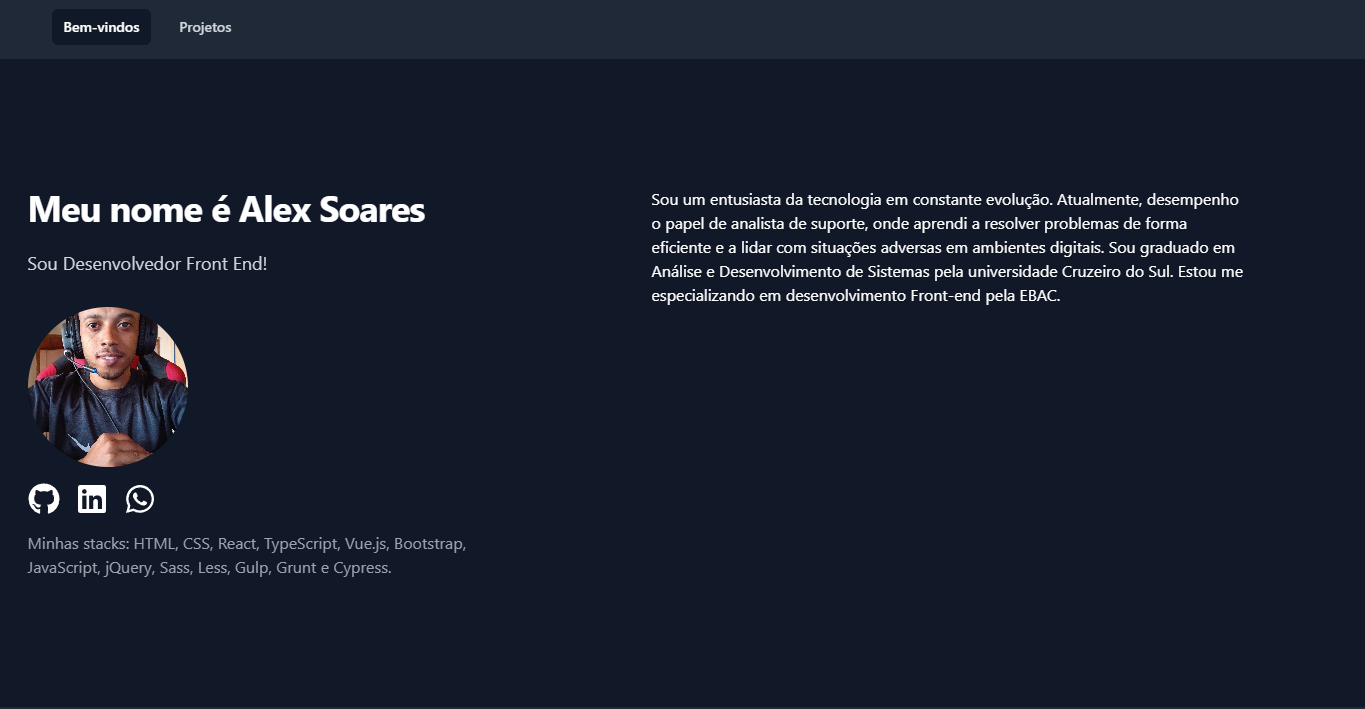 Bem-vindos
Projetos
Meu nome é Alex Soares
Sou Desenvolvedor Front End!
Minhas stacks: HTML, CSS, React, TypeScript, Vue.js, Bootstrap,
JavaScript, jQuery, Sass, Less, Gulp, Grunt e Cypress.
Sou um entusiasta da tecnologia em constante evolução. Atualmente, desempenho
o papel de analista de suporte, onde aprendi a resolver problemas de forma
eficiente e a lidar com situações adversas em ambientes digitais. Sou graduado em
Análise e Desenvolvimento de Sistemas pela universidade Cruzeiro do Sul. Estou me
especializando em desenvolvimento Front-end pela EBAC.